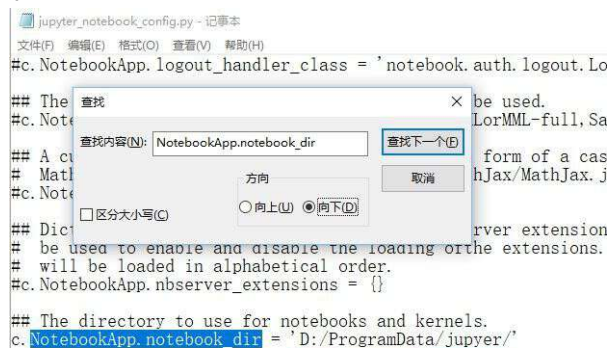 jupyter_notebook_config.py - 记事本
文件(F) 编辑(E) 格式(O) 查看(V) 帮助(H)
#c.NotebookApp.logout_handler_class = 'notebook.auth.logout.Lo
## The
be used.
#c.Note
LorMML-full,Sa
## A cu
form of a cas
# Math
hJax/MathJax.j
#c.Note
查找
查找内容(N): NotebookApp.notebook_dir 查找下一个(F)
方向 取消
区分大小写(C) 向上(U) 向下(D)
## Dict
rver extension
# be used to enable and disable the loading ofthe extensions.
# will be loaded in alphabetical order.
#c.NotebookApp.nbserver_extensions = {}
## The directory to use for notebooks and kernels.
c.NotebookApp.notebook_dir = 'D:/ProgramData/jupyer/'